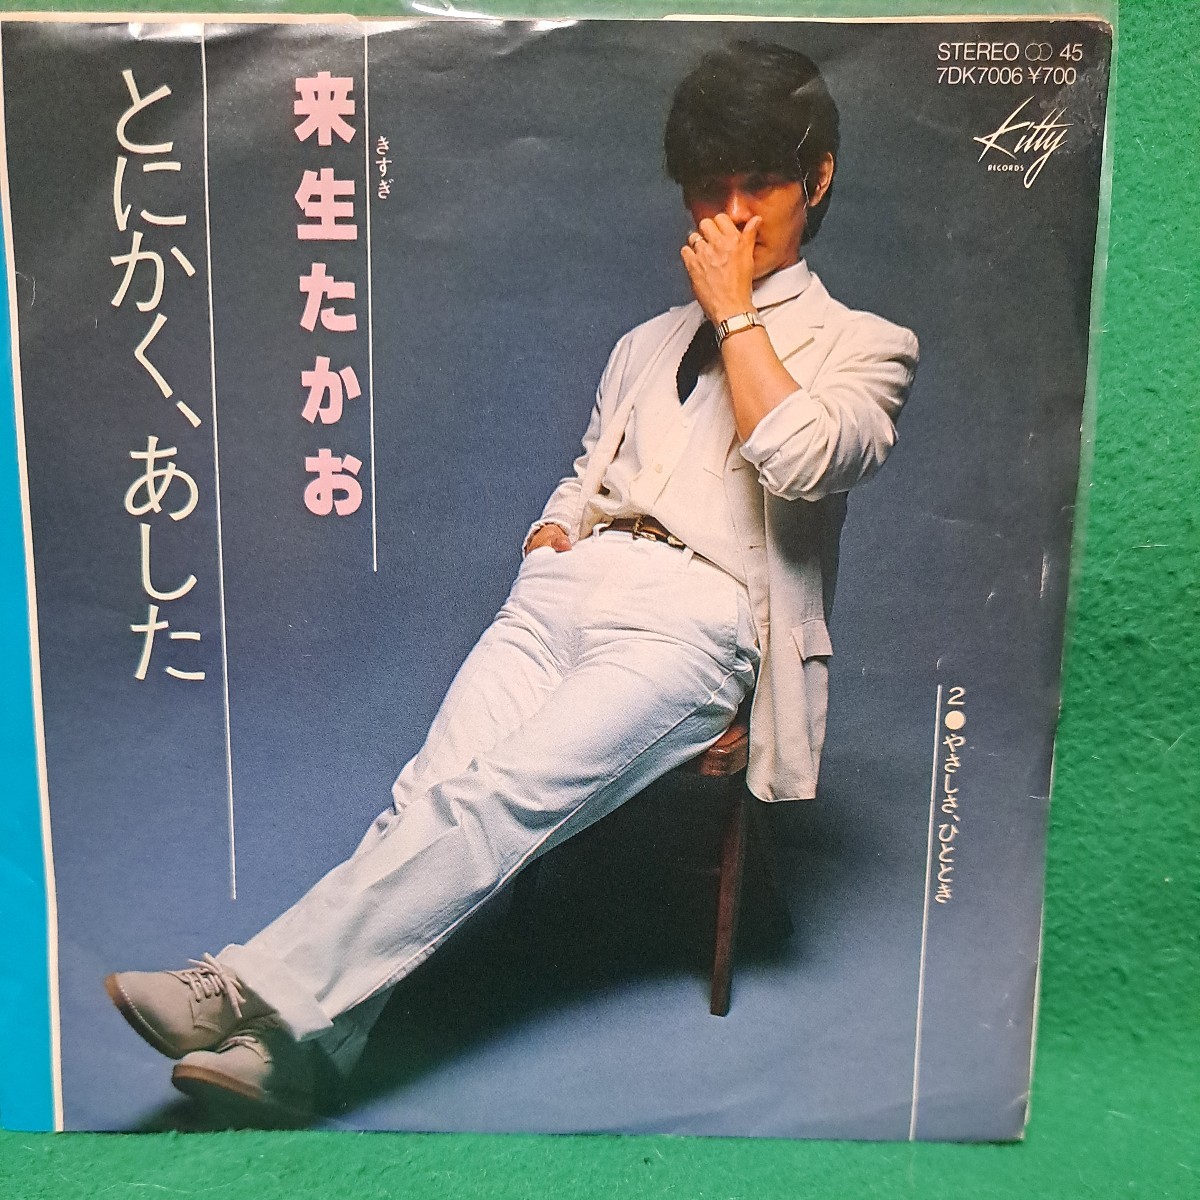 STEREO 45
7DK7006 ¥700
Kitty
RECORDS
来生たかお
きすぎ
とにかく、あした
2●やさしさ、ひととき